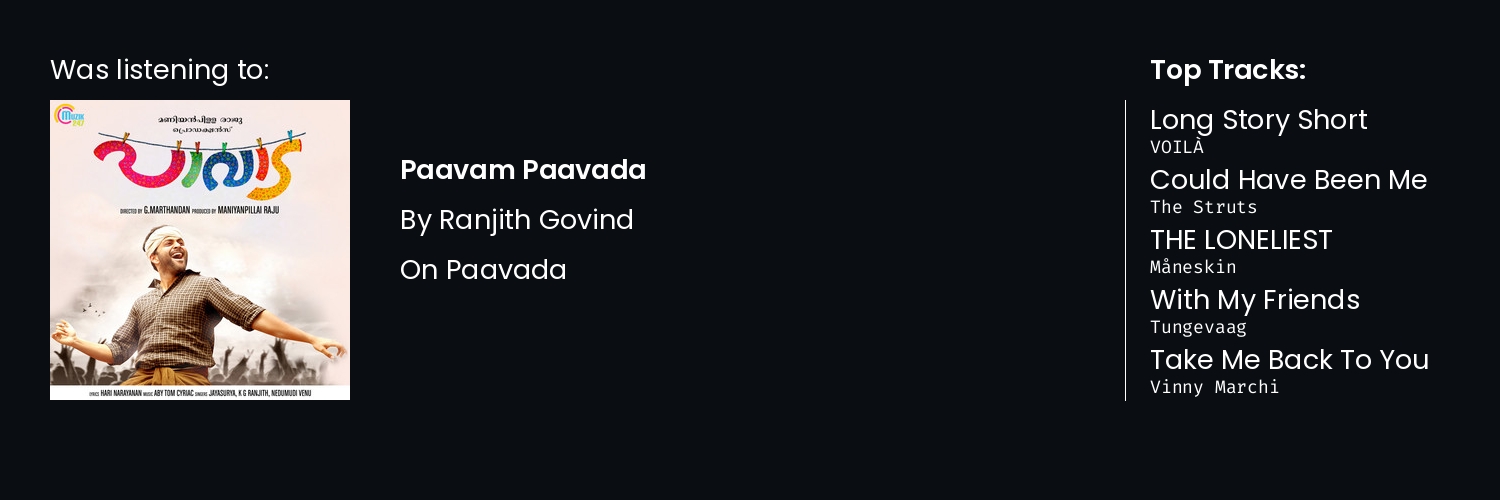 Was listening to:
Muzik 247
മണിയൻപിള്ള രാജു
പ്രൊഡക്ഷൻസ്
പാവാട
DIRECTED BY G.MARTHANDAN PRODUCED BY MANIYANPILLAI RAJU
LYRICS HARI NARAYANAN MUSIC ABY TOM CYRIAC SINGERS JAYASURYA, K G RANJITH, NEDUMUDI VENU
Paavam Paavada
By Ranjith Govind
On Paavada
Top Tracks:
Long Story Short
VOILÀ
Could Have Been Me
The Struts
THE LONELIEST
Måneskin
With My Friends
Tungevaag
Take Me Back To You
Vinny Marchi